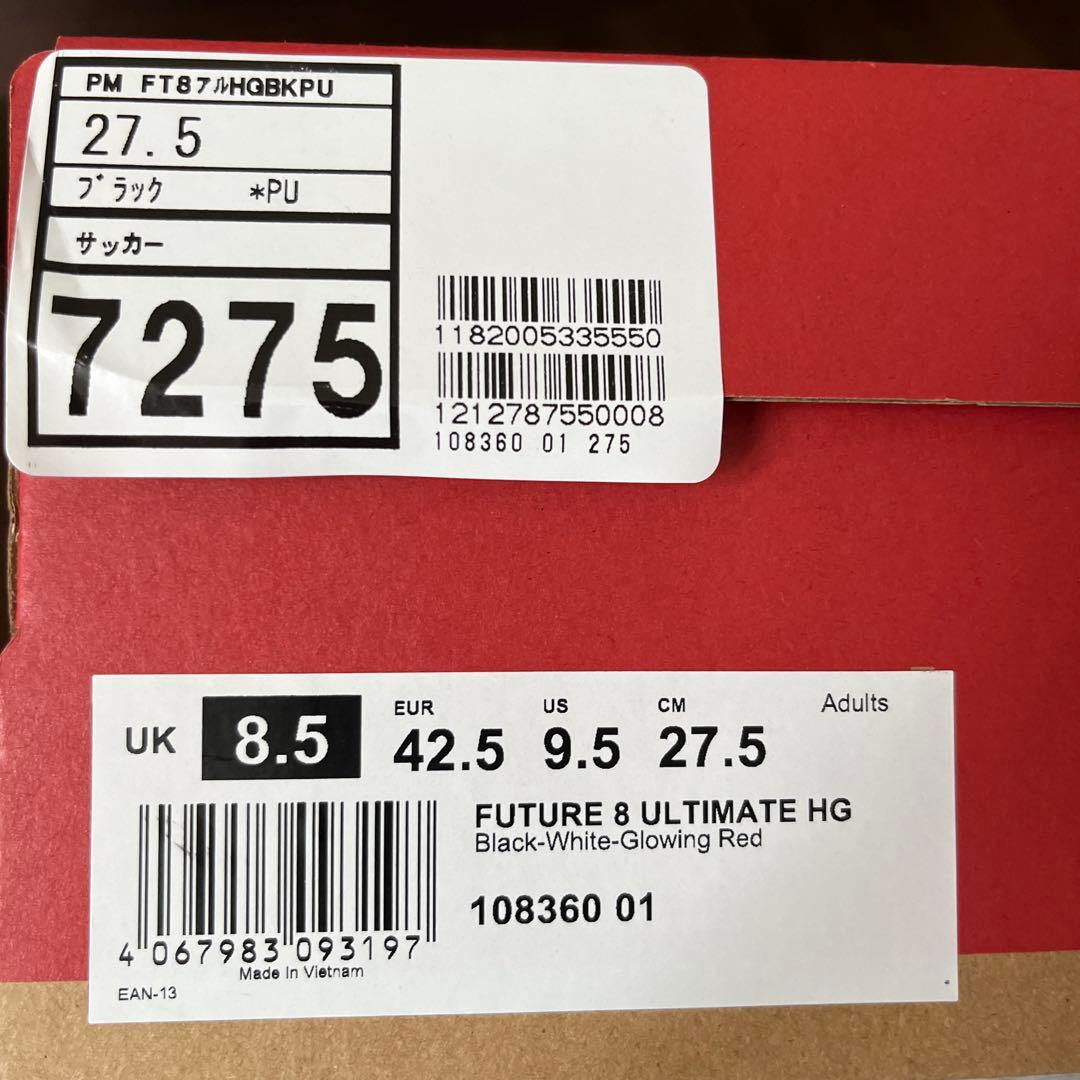 PM FT8ｱﾙHGBKPU
27.5
ﾌﾞﾗｯｸ *PU
サッカー
7275
1182005335550
1212787550008
108360 01 275
UK 8.5 EUR 42.5 US 9.5 CM 27.5 Adults
FUTURE 8 ULTIMATE HG
Black-White-Glowing Red
108360 01
4 067983 093197
Made In Vietnam
EAN-13